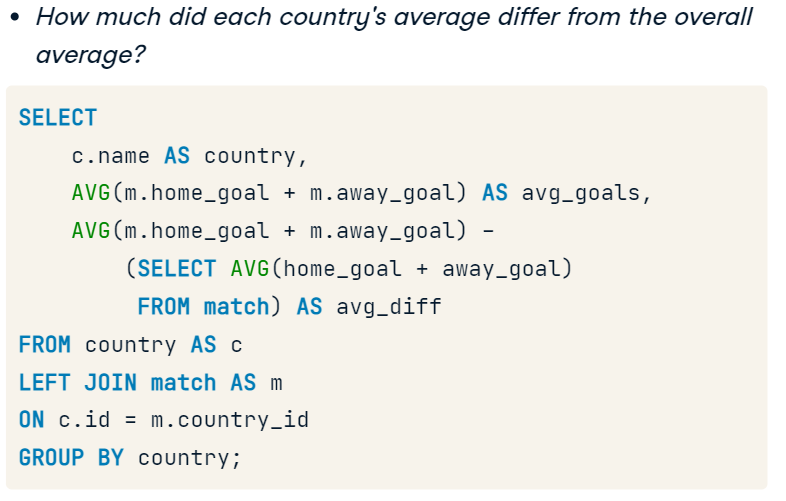 • How much did each country's average differ from the overall
average?
SELECT
    c.name AS country,
    AVG(m.home_goal + m.away_goal) AS avg_goals,
    AVG(m.home_goal + m.away_goal) -
        (SELECT AVG(home_goal + away_goal)
         FROM match) AS avg_diff
FROM country AS c
LEFT JOIN match AS m
ON c.id = m.country_id
GROUP BY country;